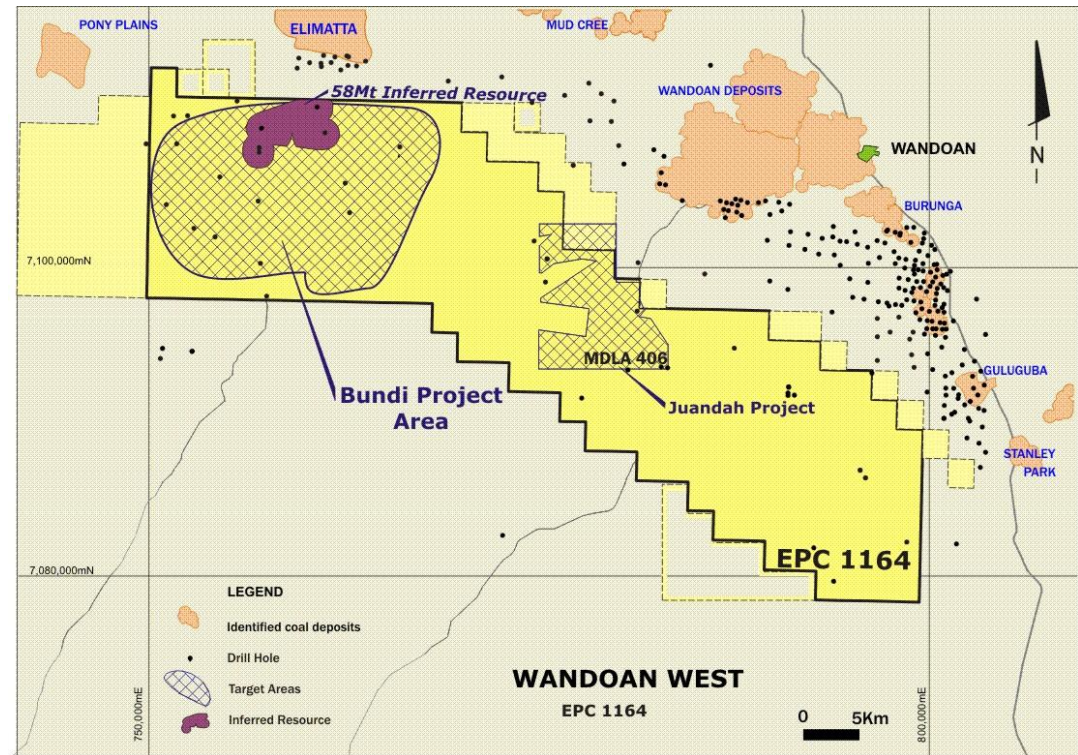 PONY PLAINS
ELIMATTA
MUD CREE
58Mt Inferred Resource
WANDOAN DEPOSITS
WANDOAN
N
BURUNGA
7,100,000mN
MDLA 406
GULUGUBA
Bundi Project
Area
Juandah Project
STANLEY
PARK
EPC 1164
7,080,000mN
LEGEND
Identified coal deposits
Drill Hole
Target Areas
Inferred Resource
WANDOAN WEST
EPC 1164
750,000mE
800,000mE
0 5Km